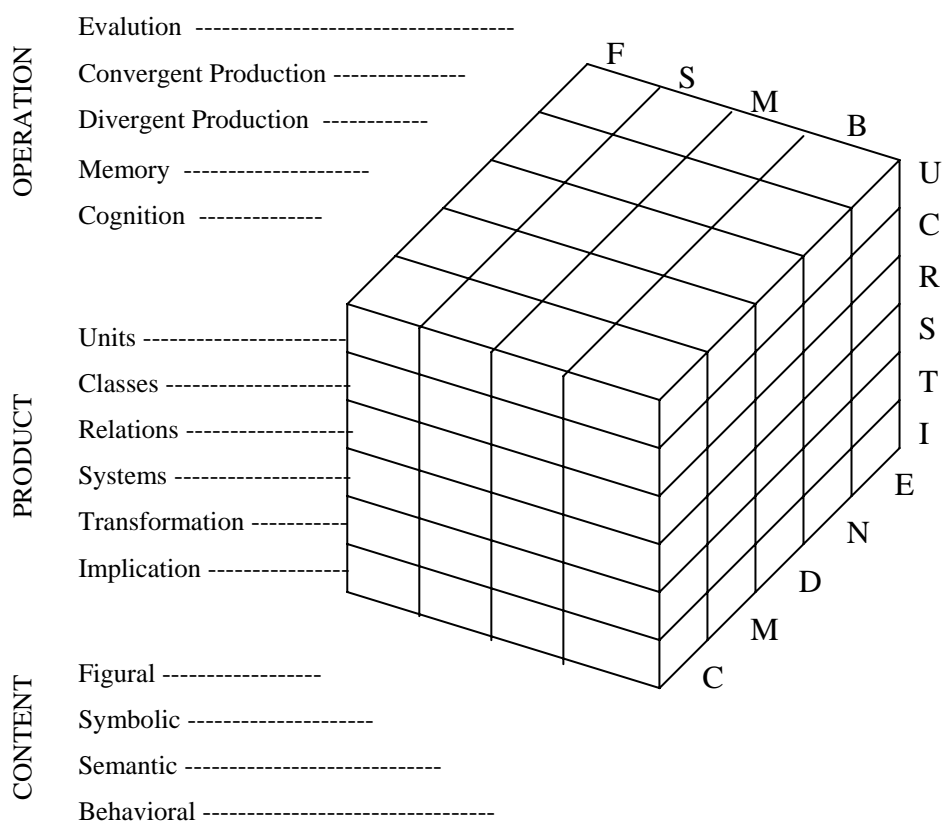 OPERATION
Evalution
Convergent Production
Divergent Production
Memory
Cognition
PRODUCT
Units
Classes
Relations
Systems
Transformation
Implication
CONTENT
Figural
Symbolic
Semantic
Behavioral
F
S
M
B
U
C
R
S
T
I
E
N
D
M
C